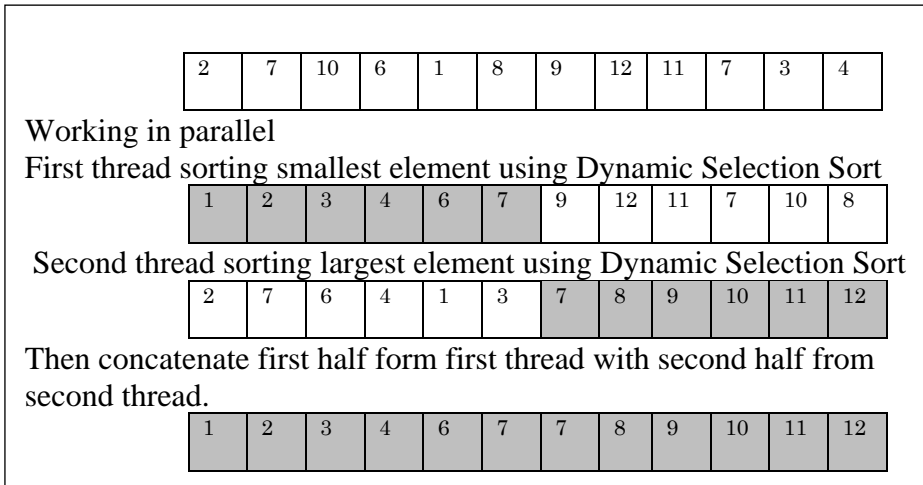 2 7 10 6 1 8 9 12 11 7 3 4
Working in parallel
First thread sorting smallest element using Dynamic Selection Sort
1 2 3 4 6 7 9 12 11 7 10 8
Second thread sorting largest element using Dynamic Selection Sort
2 7 6 4 1 3 7 8 9 10 11 12
Then concatenate first half form first thread with second half from
second thread.
1 2 3 4 6 7 7 8 9 10 11 12